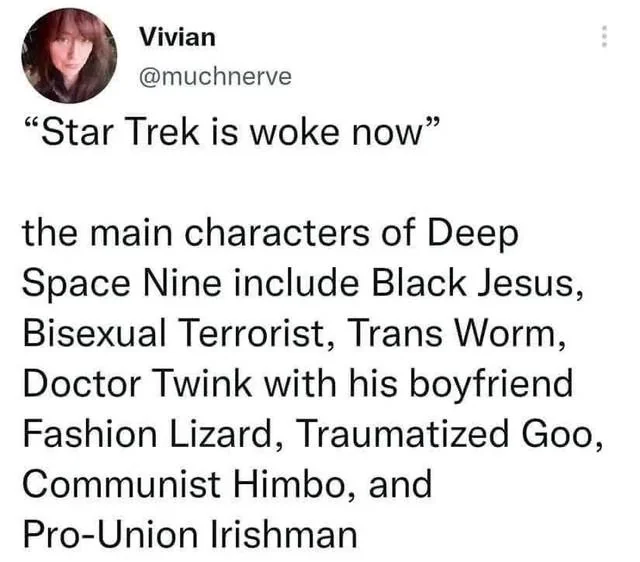 Vivian
@muchnerve
“Star Trek is woke now”
the main characters of Deep
Space Nine include Black Jesus,
Bisexual Terrorist, Trans Worm,
Doctor Twink with his boyfriend
Fashion Lizard, Traumatized Goo,
Communist Himbo, and
Pro-Union Irishman